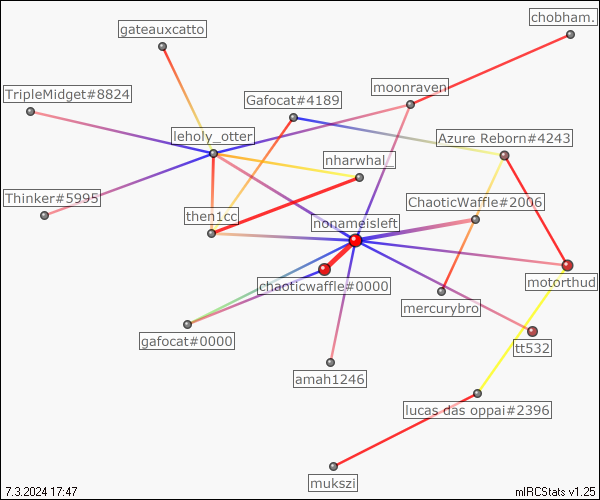 chobham.
gateauxcatto
moonraven
TripleMidget#8824
Gafocat#4189
leholy_otter
Azure Reborn#4243
nharwhal_
Thinker#5995
ChaoticWaffle#2006
then1cc
nonameisleft
motorthud
chaoticwaffle#0000
mercurybro
gafocat#0000
tt532
amah1246
lucas das oppai#2396
mukszi
7.3.2024 17:47
mIRCStats v1.25